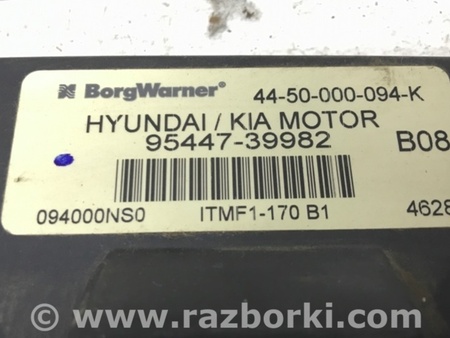 BorgWarner® 44-50-000-094-K
HYUNDAI / KIA MOTOR
95447-39982 B08
094000NS0 ITMF1-170 B1 4628
© www.razborki.com